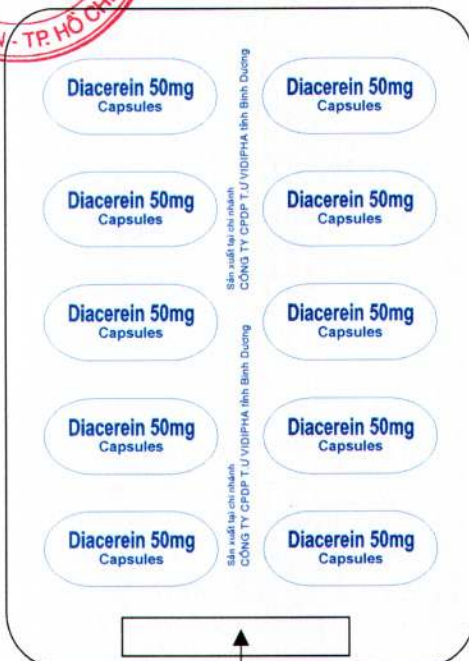 - TP. HỒ CHÍ
Diacerein 50mg
Capsules
Diacerein 50mg
Capsules
Diacerein 50mg
Capsules
Diacerein 50mg
Capsules
Diacerein 50mg
Capsules
Sản xuất tại chi nhánh
CÔNG TY CPDP T.Ư VIDIPHA tỉnh Bình Dương
Sản xuất tại chi nhánh
CÔNG TY CPDP T.Ư VIDIPHA tỉnh Bình Dương
Diacerein 50mg
Capsules
Diacerein 50mg
Capsules
Diacerein 50mg
Capsules
Diacerein 50mg
Capsules
Diacerein 50mg
Capsules